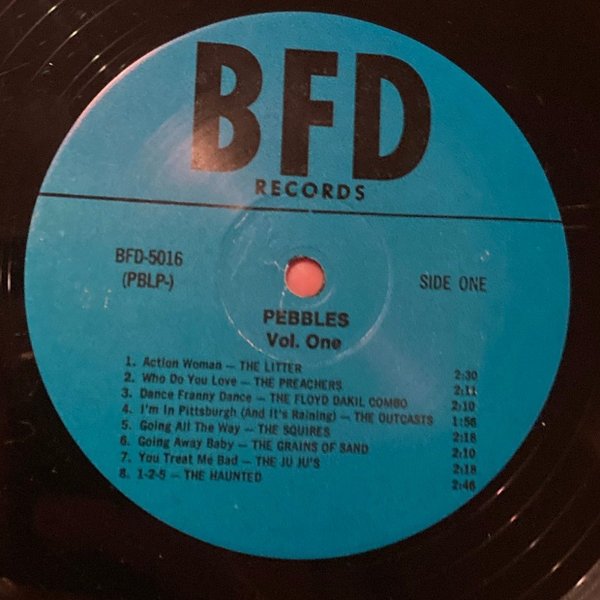 BFD
RECORDS
BFD-5016
(PBLP-)
SIDE ONE
PEBBLES
Vol. One
1. Action Woman — THE LITTER 2:30
2. Who Do You Love — THE PREACHERS 2:11
3. Dance Franny Dance — THE FLOYD DAKIL COMBO 2:10
4. I'm In Pittsburgh (And It's Raining) — THE OUTCASTS 1:56
5. Going All The Way — THE SQUIRES 2:18
6. Going Away Baby — THE GRAINS OF SAND 2:10
7. You Treat Me Bad — THE JU JU'S 2:18
8. 1-2-5 — THE HAUNTED 2:46